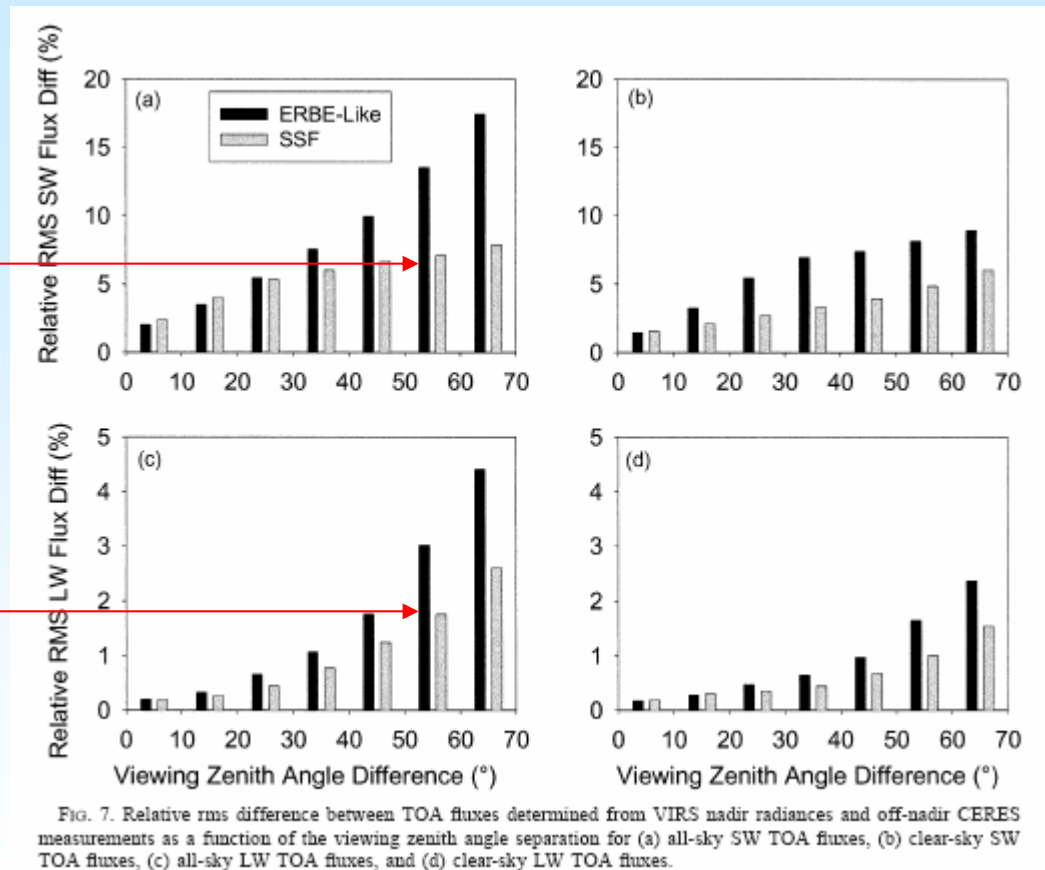 Relative RMS SW Flux Diff (%)
20
15
10
5
0
(a)
ERBE-Like
SSF
0 10 20 30 40 50 60 70
20
15
10
5
0
(b)
0 10 20 30 40 50 60 70
Relative RMS LW Flux Diff (%)
5
4
3
2
1
0
(c)
0 10 20 30 40 50 60 70
Viewing Zenith Angle Difference (°)
5
4
3
2
1
0
(d)
0 10 20 30 40 50 60 70
Viewing Zenith Angle Difference (°)
FIG. 7. Relative rms difference between TOA fluxes determined from VIRS nadir radiances and off-nadir CERES
measurements as a function of the viewing zenith angle separation for (a) all-sky SW TOA fluxes, (b) clear-sky SW
TOA fluxes, (c) all-sky LW TOA fluxes, and (d) clear-sky LW TOA fluxes.